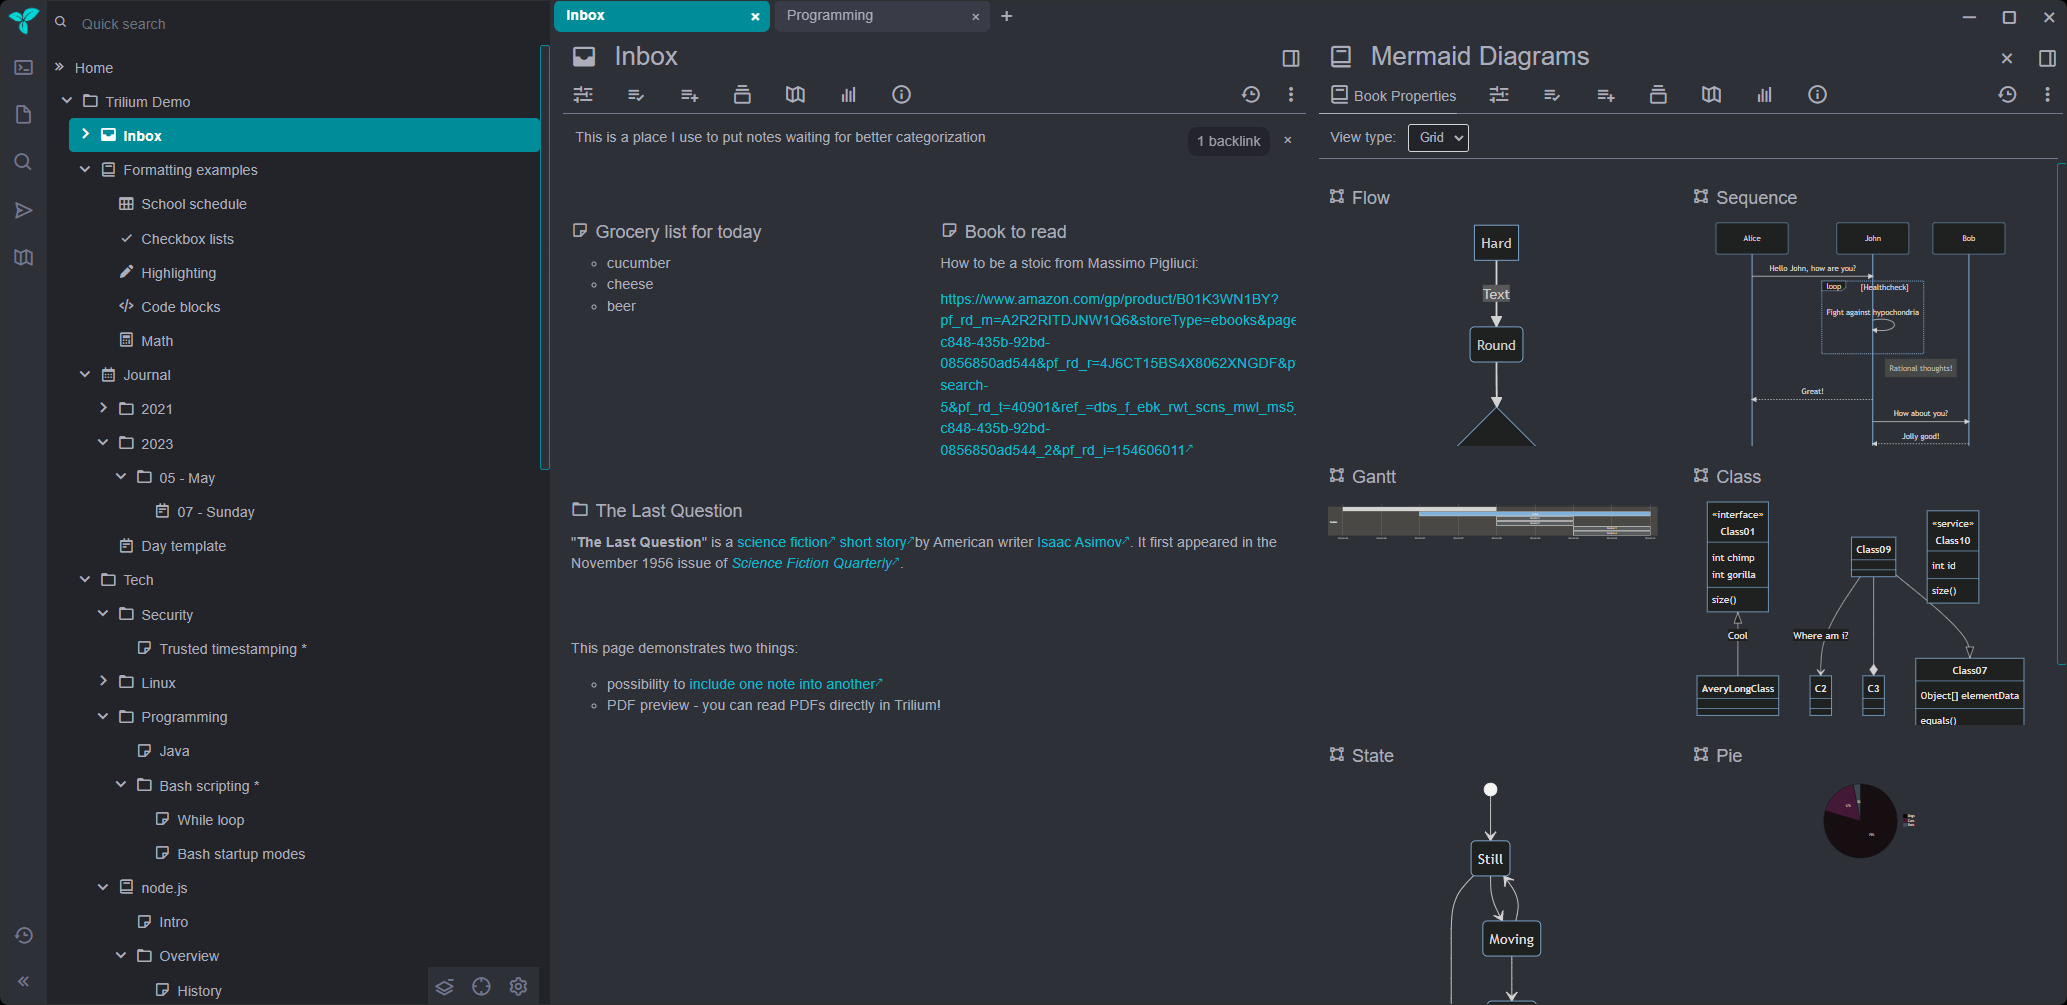 Quick search
Home
Trilium Demo
Inbox
Formatting examples
School schedule
Checkbox lists
Highlighting
Code blocks
Math
Journal
2021
2023
05 - May
07 - Sunday
Day template
Tech
Security
Trusted timestamping *
Linux
Programming
Java
Bash scripting *
While loop
Bash startup modes
node.js
Intro
Overview
History
Inbox
Programming
Inbox
This is a place I use to put notes waiting for better categorization
1 backlink
Grocery list for today
cucumber
cheese
beer
Book to read
How to be a stoic from Massimo Pigliuci:
https://www.amazon.com/gp/product/B01K3WN1BY?
pf_rd_m=A2R2RITDJNW1Q6&storeType=ebooks&page
c848-435b-92bd-
0856850ad544&pf_rd_r=4J6CT15BS4X8062XNGDF&p
search-
5&pf_rd_t=40901&ref_=dbs_f_ebk_rwt_scns_mwl_ms5_
c848-435b-92bd-
0856850ad544_2&pf_rd_i=154606011
The Last Question
"The Last Question" is a science fiction short story by American writer Isaac Asimov. It first appeared in the
November 1956 issue of Science Fiction Quarterly.
This page demonstrates two things:
possibility to include one note into another
PDF preview - you can read PDFs directly in Trilium!
Mermaid Diagrams
Book Properties
View type: Grid
Flow
Hard
Text
Round
Sequence
Alice John Bob
Hello John, how are you?
loop [Healthcheck]
Fight against hypochondria
Rational thoughts!
Great!
How about you?
Jolly good!
Gantt
Class
«interface»
Class01
int chimp
int gorilla
size()
Cool
AveryLongClass
Class09
Where am i?
C2
C3
«service»
Class10
int id
size()
Class07
Object[] elementData
equals()
State
Still
Moving
Pie